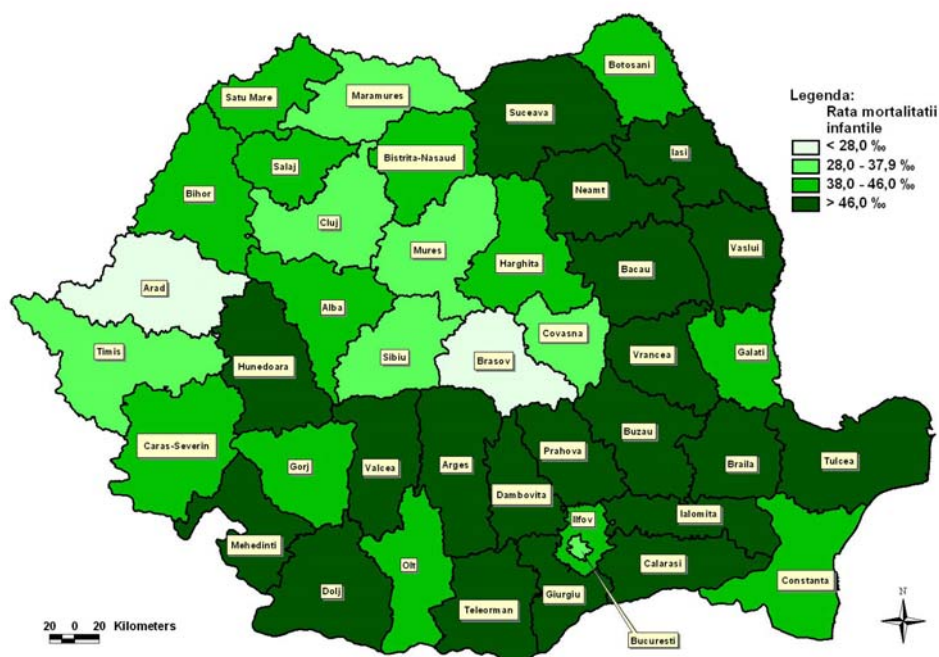 Botosani
Satu Mare
Maramures
Suceava
Legenda:
Rata mortalitatii
infantile
< 28,0 ‰
28,0 - 37,9 ‰
38,0 - 46,0 ‰
> 46,0 ‰
Iasi
Bistrita-Nasaud
Salaj
Bihor
Neamt
Cluj
Mures
Harghita
Vaslui
Bacau
Arad
Alba
Covasna
Timis
Sibiu
Brasov
Vrancea
Galati
Hunedoara
Buzau
Caras-Severin
Prahova
Gorj
Valcea
Arges
Braila
Tulcea
Dambovita
Ialomita
Ilfov
Mehedinti
Calarasi
Olt
Constanta
Dolj
Giurgiu
Teleorman
Bucuresti
20 0 20 Kilometers
N